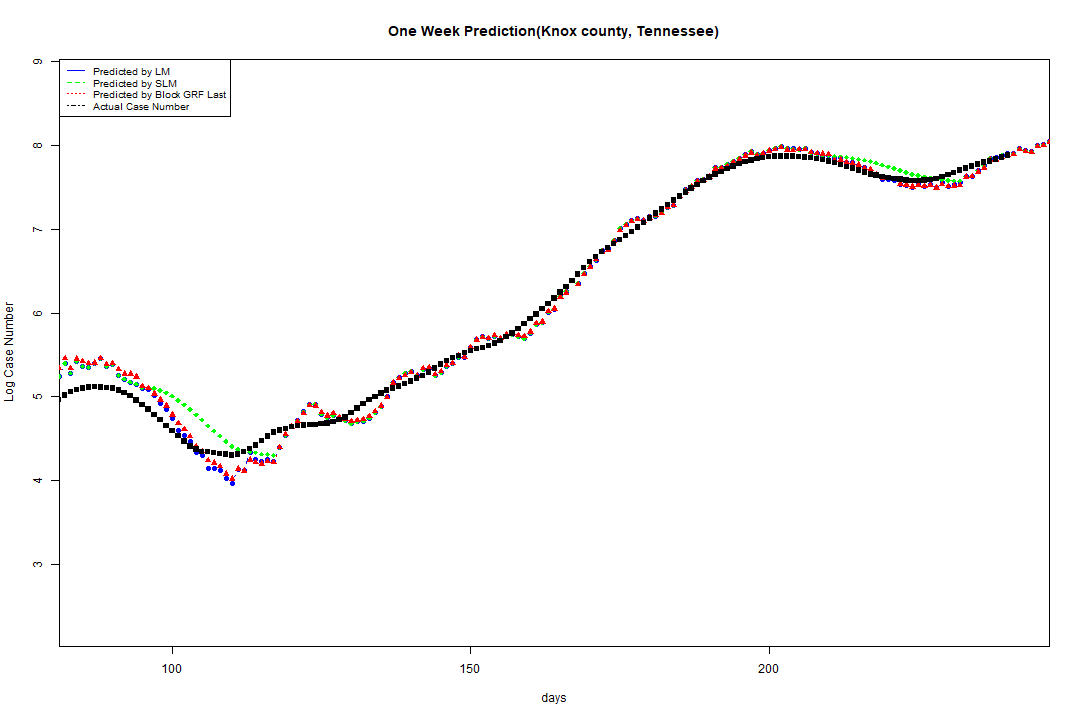 One Week Prediction(Knox county, Tennessee)
Predicted by LM
Predicted by SLM
Predicted by Block GRF Last
Actual Case Number
9
8
7
6
5
4
3
Log Case Number
100 150 200
days